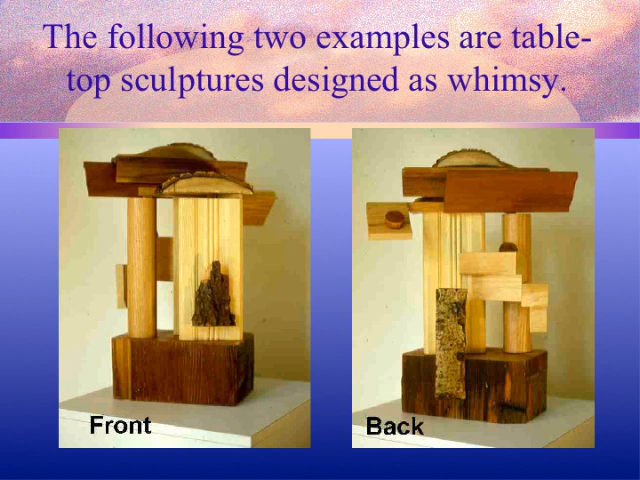 The following two examples are table-
top sculptures designed as whimsy.
Front
Back